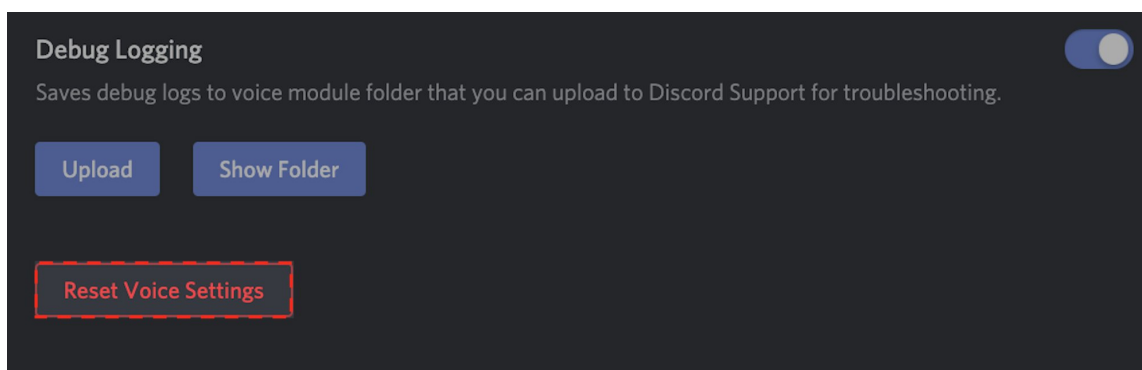 Debug Logging
Saves debug logs to voice module folder that you can upload to Discord Support for troubleshooting.
Upload Show Folder
Reset Voice Settings